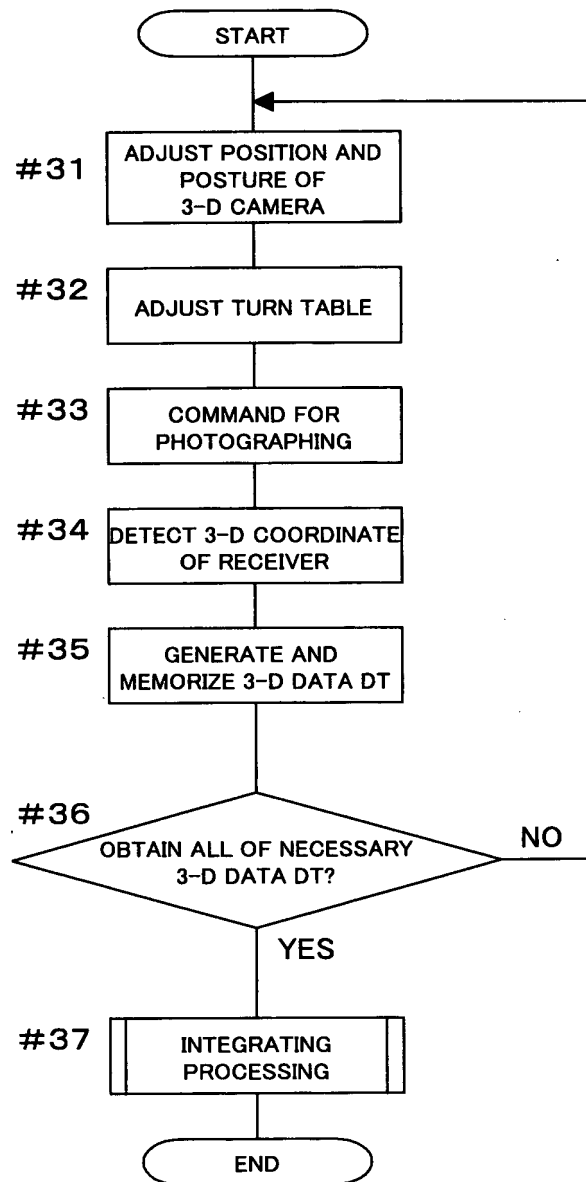 START
#31
ADJUST POSITION AND
POSTURE OF
3-D CAMERA
#32
ADJUST TURN TABLE
#33
COMMAND FOR
PHOTOGRAPHING
#34
DETECT 3-D COORDINATE
OF RECEIVER
#35
GENERATE AND
MEMORIZE 3-D DATA DT
#36
OBTAIN ALL OF NECESSARY
3-D DATA DT?
NO
YES
#37
INTEGRATING
PROCESSING
END